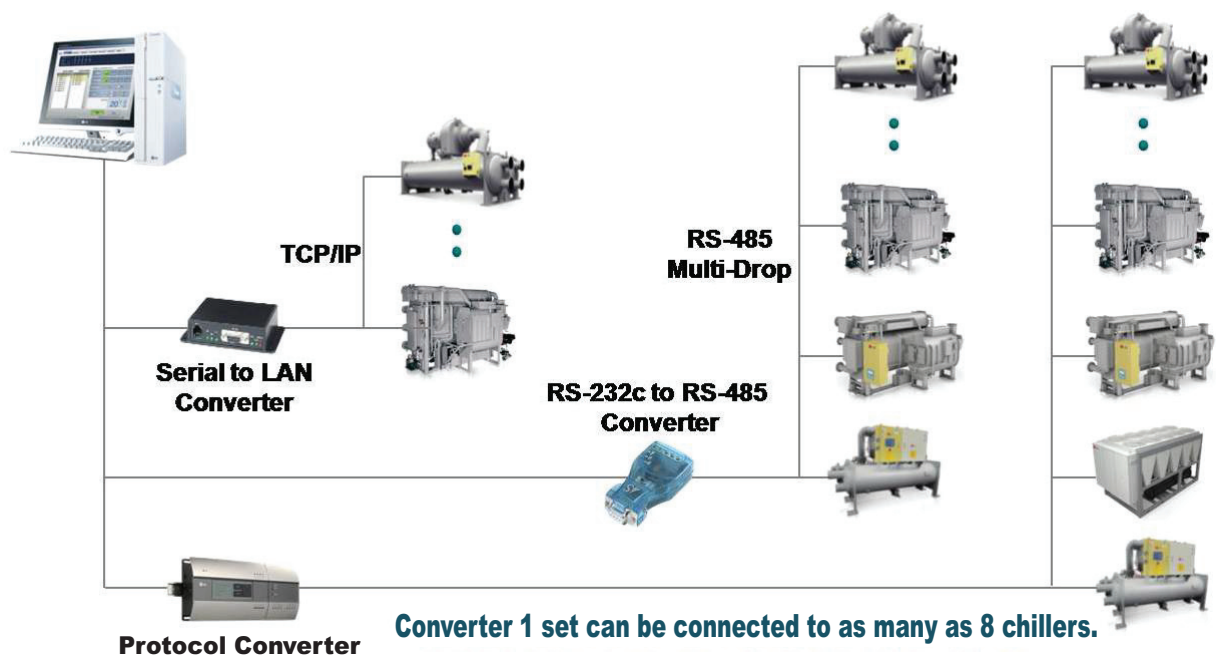 TCP/IP
RS-485
Multi-Drop
Serial to LAN
Converter
RS-232c to RS-485
Converter
Protocol Converter
Converter 1 set can be connected to as many as 8 chillers.